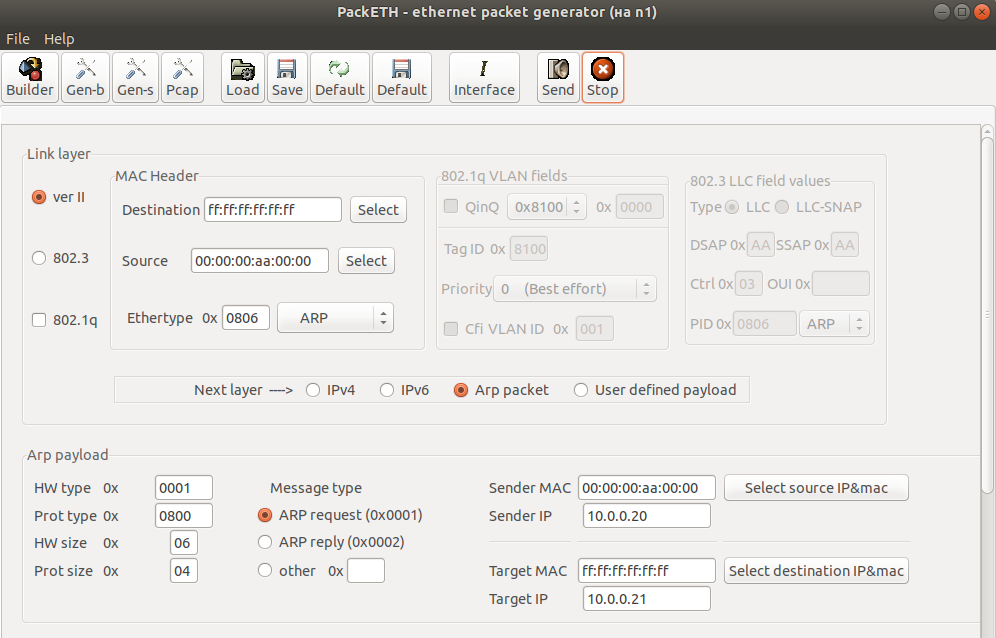 PackETH - ethernet packet generator (на n1)
File Help
Builder Gen-b Gen-s Pcap Load Save Default Default Interface Send Stop
Link layer
ver II
802.3
802.1q
MAC Header
Destination ff:ff:ff:ff:ff:ff Select
Source 00:00:00:aa:00:00 Select
Ethertype 0x 0806 ARP
802.1q VLAN fields
QinQ 0x8100 0x 0000
Tag ID 0x 8100
Priority 0 (Best effort)
Cfi VLAN ID 0x 001
802.3 LLC field values
Type LLC LLC-SNAP
DSAP 0x AA SSAP 0x AA
Ctrl 0x 03 OUI 0x
PID 0x 0806 ARP
Next layer ----> IPv4 IPv6 Arp packet User defined payload
Arp payload
HW type 0x 0001
Prot type 0x 0800
HW size 0x 06
Prot size 0x 04
Message type
ARP request (0x0001)
ARP reply (0x0002)
other 0x
Sender MAC 00:00:00:aa:00:00 Select source IP&mac
Sender IP 10.0.0.20
Target MAC ff:ff:ff:ff:ff:ff Select destination IP&mac
Target IP 10.0.0.21